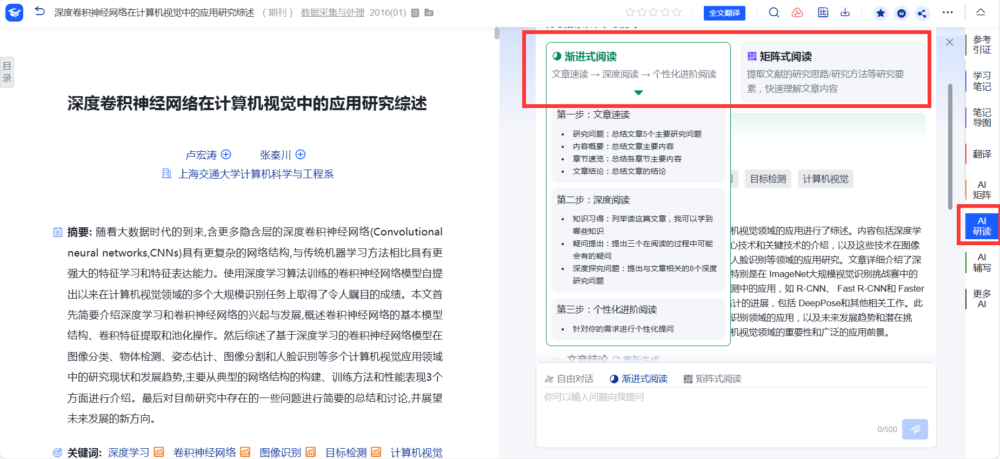 深度卷积神经网络在计算机视觉中的应用研究综述 （ 期刊 ） 数据采集与处理 2016(01)
全文翻译
目录
深度卷积神经网络在计算机视觉中的应用研究综述
卢宏涛 张秦川
上海交通大学计算机科学与工程系
摘要: 随着大数据时代的到来,含更多隐含层的深度卷积神经网络(Convolutional
neural networks,CNNs)具有更复杂的网络结构,与传统机器学习方法相比具有更
强大的特征学习和特征表达能力。使用深度学习算法训练的卷积神经网络模型自提
出以来在计算机视觉领域的多个大规模识别任务上取得了令人瞩目的成绩。本文首
先简要介绍深度学习和卷积神经网络的兴起与发展,概述卷积神经网络的基本模型
结构、卷积特征提取和池化操作。然后综述了基于深度学习的卷积神经网络模型在
图像分类、物体检测、姿态估计、图像分割和人脸识别等多个计算机视觉应用领域
中的研究现状和发展趋势,主要从典型的网络结构的构建、训练方法和性能表现3个
方面进行介绍。最后对目前研究中存在的一些问题进行简要的总结和讨论,并展望
未来发展的新方向。
关键词: 深度学习 卷积神经网络 图像识别 目标检测 计算机视觉
渐进式阅读
文章速读 → 深度阅读 → 个性化进阶阅读
矩阵式阅读
提取文献的研究思路/研究方法等研究要
素，快速理解文章内容
第一步：文章速读
• 研究问题：总结文章5个主要研究问题
• 内容概要：总结文章主要内容
• 章节速览：总结各章节主要内容
• 文章结论：总结文章的结论
第二步：深度阅读
• 知识习得：列举读这篇文章，我可以学到
哪些知识
• 疑问提出：提出三个在阅读的过程中可能
会有的疑问
• 深度探究问题：提出与文章相关的8个深度
研究问题
第三步：个性化进阶阅读
• 针对你的需求进行个性化提问
目标检测 计算机视觉
机视觉领域的应用进行了综述。内容包括深度学
心技术和关键技术的介绍，以及这些技术在图像
人脸识别等领域的应用研究。文章详细介绍了深
特别是在 ImageNet大规模视觉识别挑战赛中的
测中的应用，如 R-CNN、 Fast R-CNN和 Faster
计的进展，包括 DeepPose和其他相关工作。此
识别领域的应用，以及未来发展趋势和潜在挑
机视觉领域的重要性和广泛的应用前景。
文章结论 重新生成
自由对话 渐进式阅读 矩阵式阅读
你可以输入问题向我提问
0/500
参考
引证
学习
笔记
笔记
导图
翻译
AI
矩阵
AI
研读
AI
辅写
更多
AI